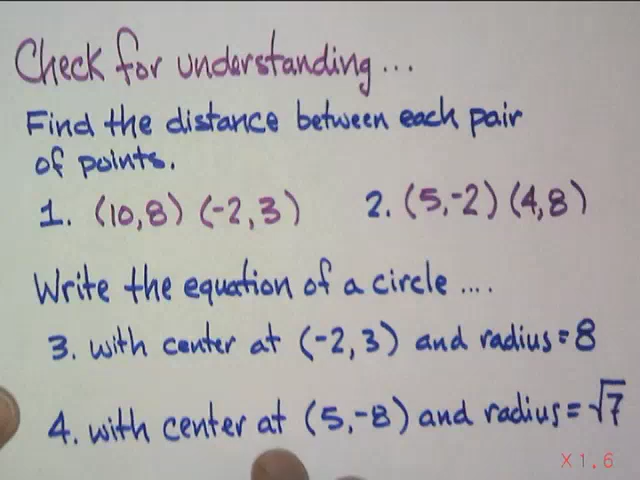 Check for understanding...
Find the distance between each pair
of points.
1. (10,8) (-2,3) 2. (5,-2) (4,8)
Write the equation of a circle ....
3. with center at (-2,3) and radius=8
4. with center at (5,-8) and radius=√7
X1.6